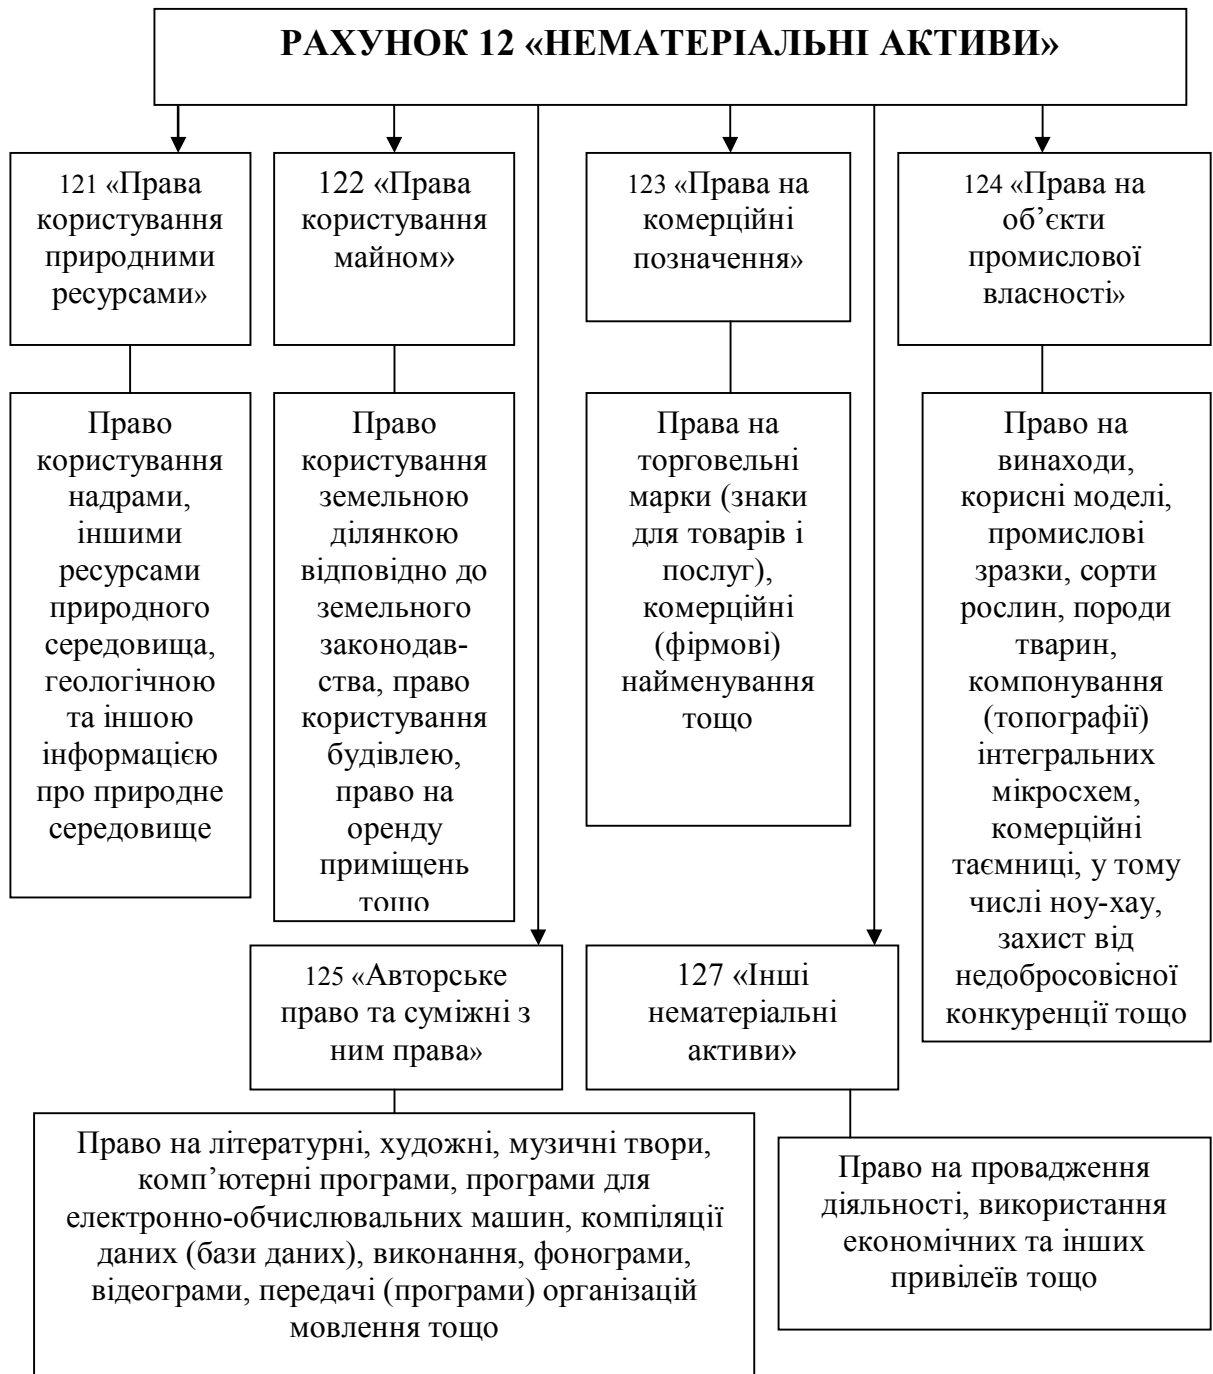 РАХУНОК 12 «НЕМАТЕРІАЛЬНІ АКТИВИ»
121 «Права
користування
природними
ресурсами»
122 «Права
користування
майном»
123 «Права на
комерційні
позначення»
124 «Права на
об’єкти
промислової
власності»
Право
користування
надрами,
іншими
ресурсами
природного
середовища,
геологічною
та іншою
інформацією
про природне
середовище
Право
користування
земельною
ділянкою
відповідно до
земельного
законодав-
ства, право
користування
будівлею,
право на
оренду
приміщень
тощо
Права на
торговельні
марки (знаки
для товарів і
послуг),
комерційні
(фірмові)
найменування
тощо
Право на
винаходи,
корисні моделі,
промислові
зразки, сорти
рослин, породи
тварин,
компонування
(топографії)
інтегральних
мікросхем,
комерційні
таємниці, у тому
числі ноу-хау,
захист від
недобросовісної
конкуренції тощо
125 «Авторське
право та суміжні з
ним права»
127 «Інші
нематеріальні
активи»
Право на літературні, художні, музичні твори,
комп’ютерні програми, програми для
електронно-обчислювальних машин, компіляції
даних (бази даних), виконання, фонограми,
відеограми, передачі (програми) організацій
мовлення тощо
Право на провадження
діяльності, використання
економічних та інших
привілеїв тощо